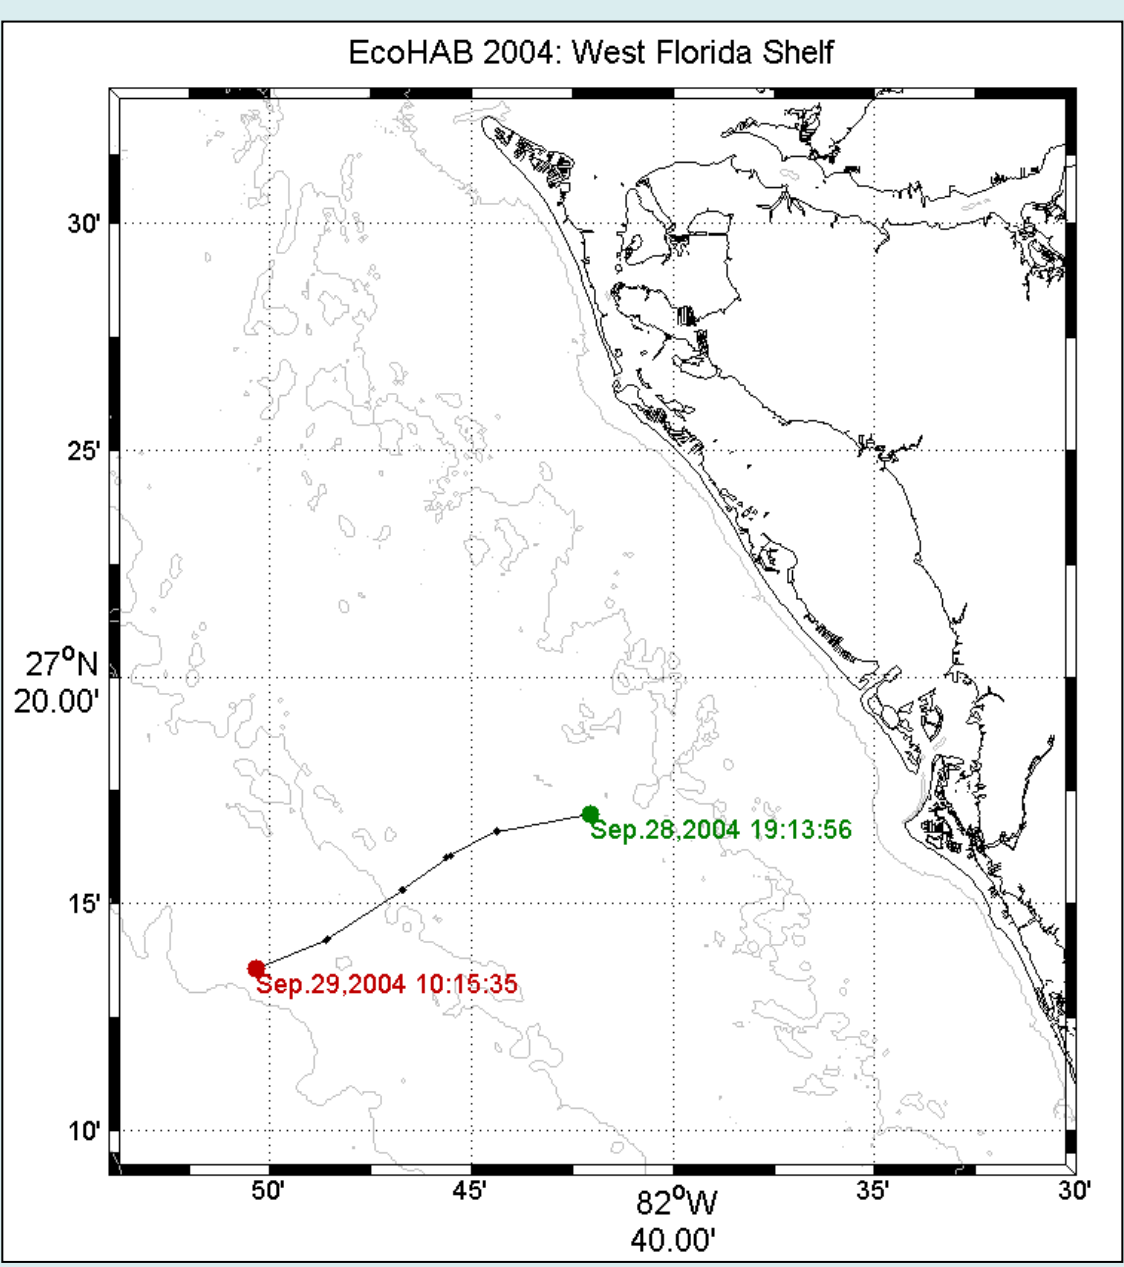 EcoHAB 2004: West Florida Shelf
30'
25'
27°N
20.00'
Sep.28,2004 19:13:56
15'
Sep.29,2004 10:15:35
10'
50'
45'
82°W
40.00'
35'
30'